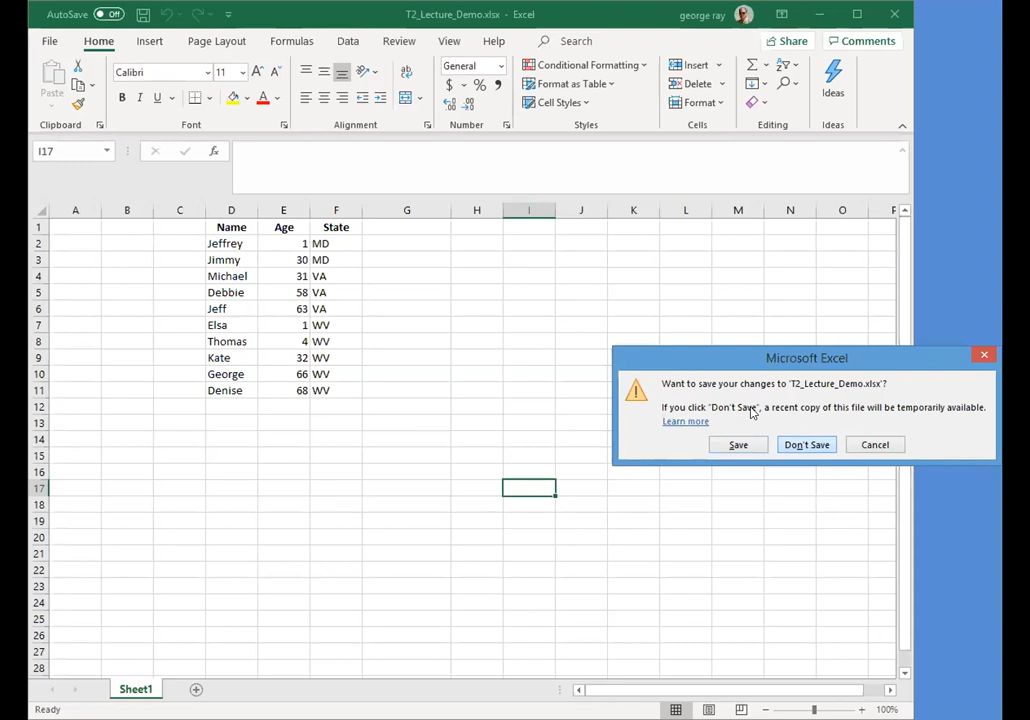 AutoSave Off T2_Lecture_Demo.xlsx - Excel george ray
File Home Insert Page Layout Formulas Data Review View Help Search Share Comments
Paste Calibri 11 A A B I U A General $ % Conditional Formatting Format as Table Cell Styles Insert Delete Format Ideas
Clipboard Font Alignment Number Styles Cells Editing Ideas
I17 fx
A B C D E F G H I J K L M N O P
1 Name Age State
2 Jeffrey 1 MD
3 Jimmy 30 MD
4 Michael 31 VA
5 Debbie 58 VA
6 Jeff 63 VA
7 Elsa 1 WV
8 Thomas 4 WV
9 Kate 32 WV
10 George 66 WV
11 Denise 68 WV
12
13
14
15
16
17
18
19
20
21
22
23
24
25
26
27
28
Microsoft Excel
Want to save your changes to 'T2_Lecture_Demo.xlsx'?
If you click "Don't Save", a recent copy of this file will be temporarily available.
Learn more
Save Don't Save Cancel
Sheet1
Ready 100%